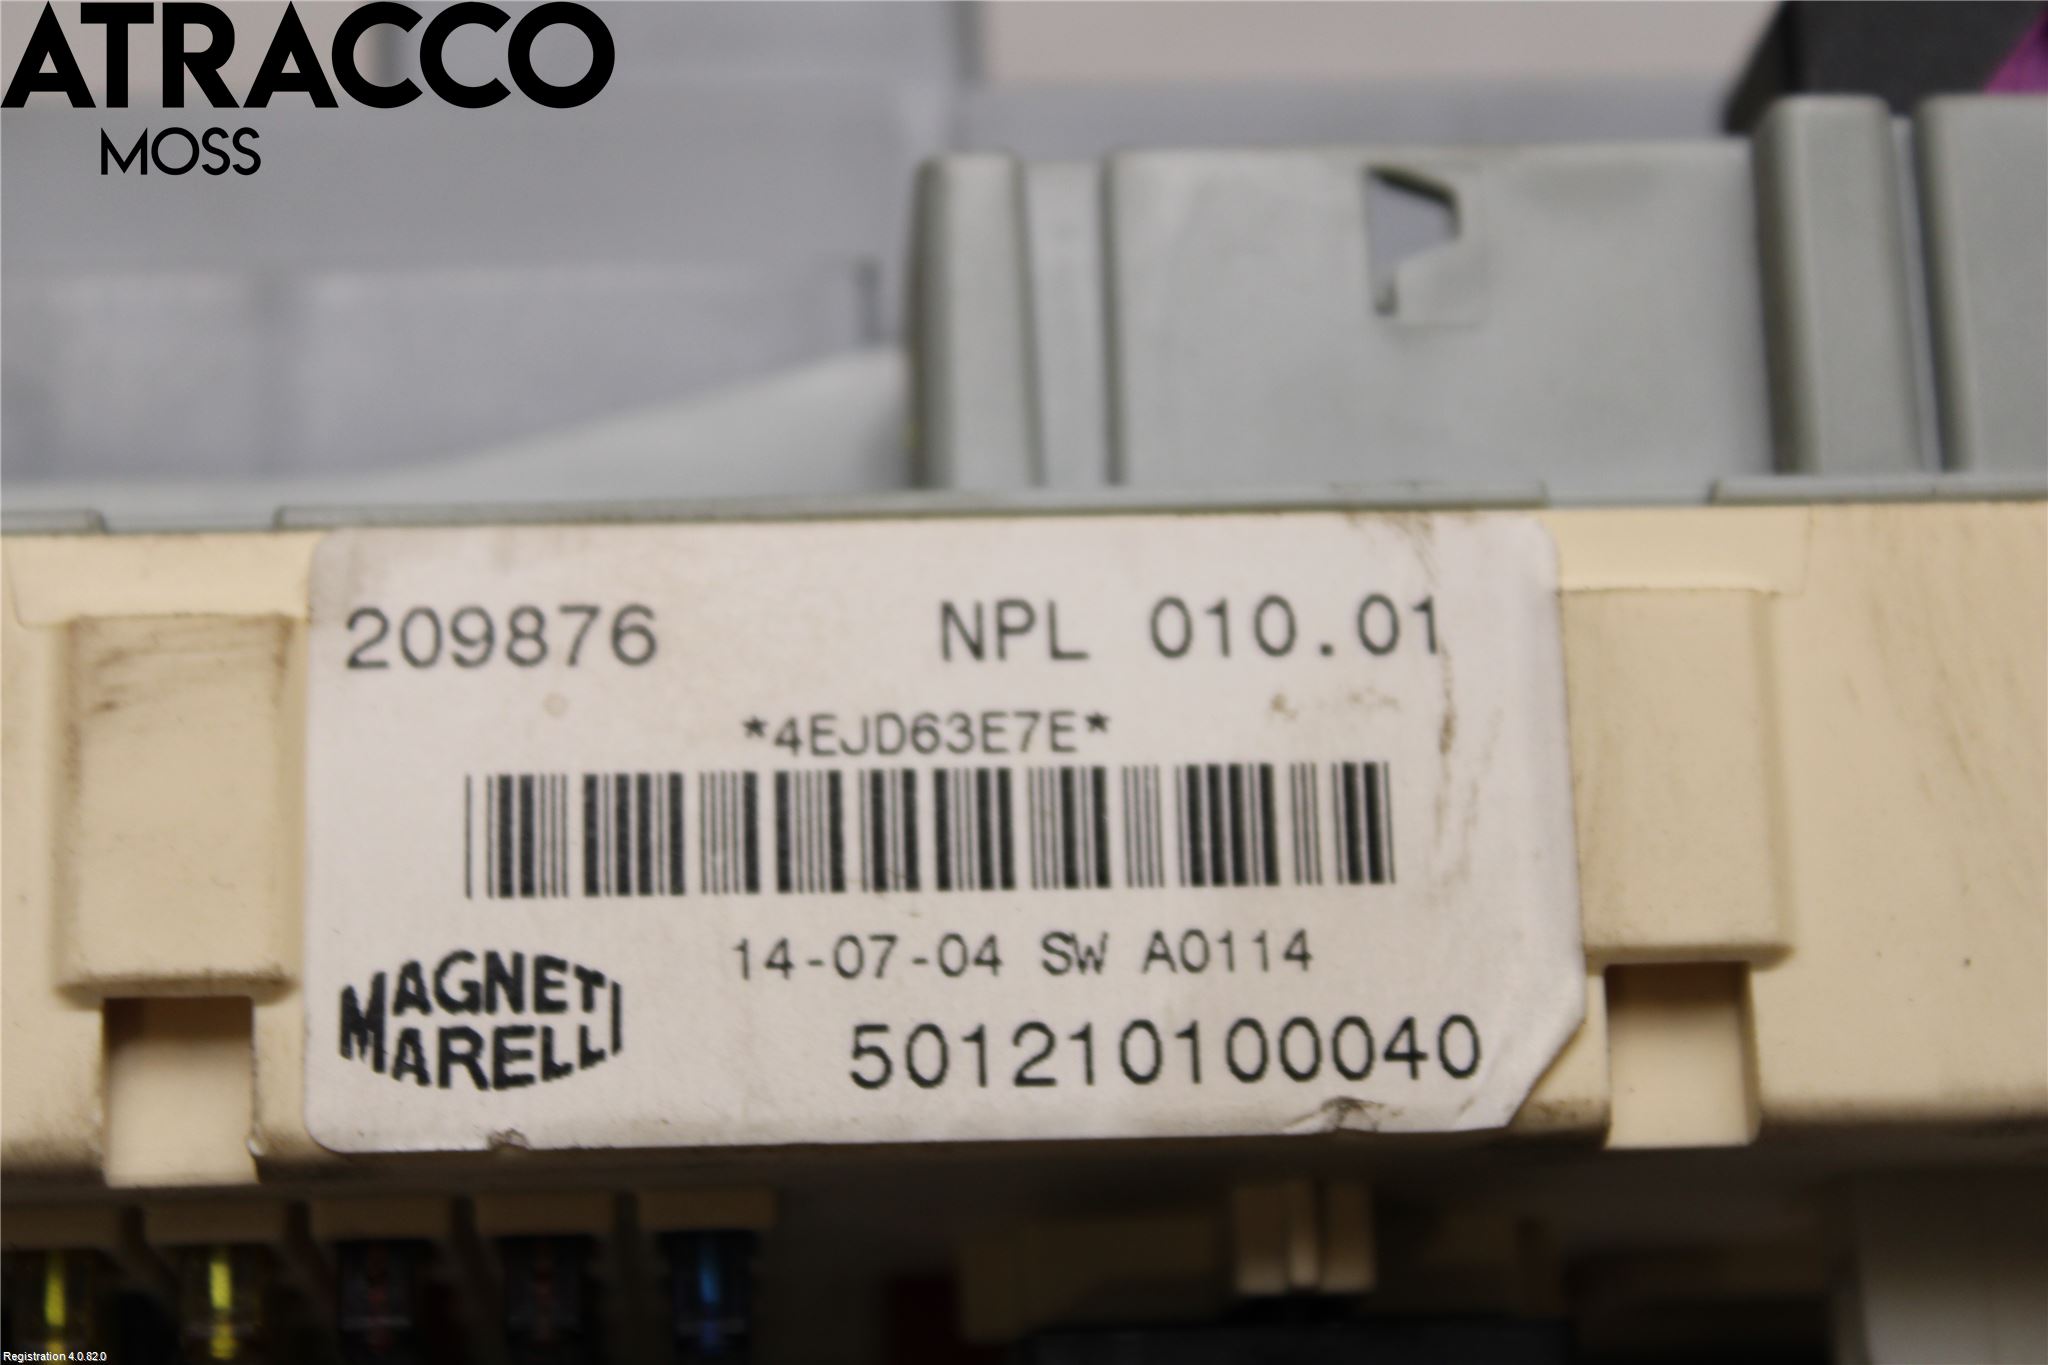 ATRACCO
MOSS
209876 NPL 010.01
*4EJD63E7E*
14-07-04 SW A0114
MAGNETI
MARELLI
501210100040
Registration 4.0.82.0